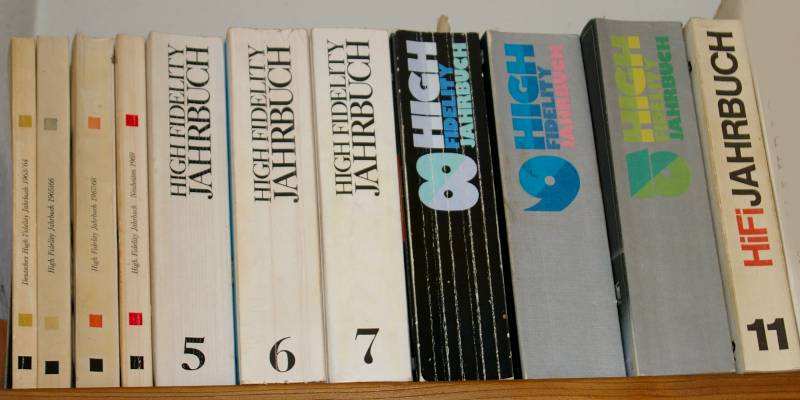 Deutsches High Fidelity Jahrbuch 1963/64
High Fidelity Jahrbuch 1965/66
High Fidelity Jahrbuch 1967/68
High Fidelity Jahrbuch Nachtrag 1969
HIGH FIDELITY
JAHRBUCH
5
HIGH FIDELITY
JAHRBUCH
6
HIGH FIDELITY
JAHRBUCH
7
HIGH
FIDELITY
JAHRBUCH
8
HIGH
FIDELITY
JAHRBUCH
9
HIGH
FIDELITY
JAHRBUCH
10
HiFi JAHRBUCH
11